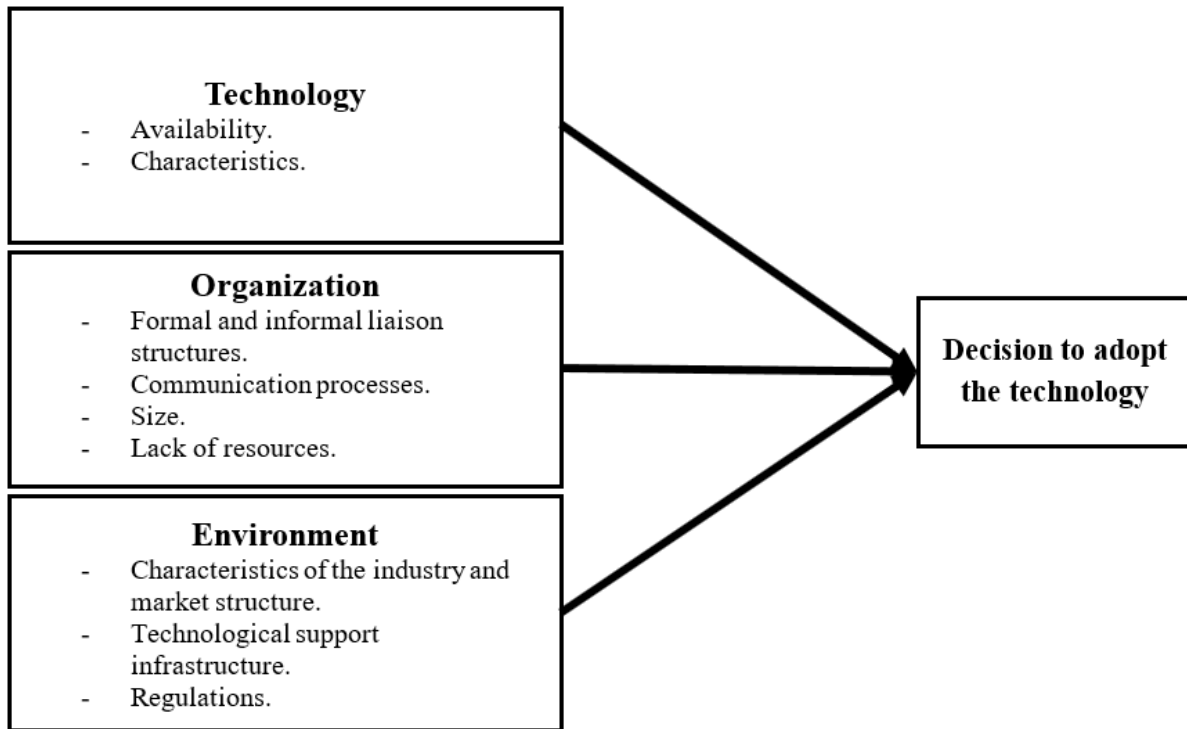 Technology
- Availability.
- Characteristics.
Organization
- Formal and informal liaison
structures.
- Communication processes.
- Size.
- Lack of resources.
Environment
- Characteristics of the industry and
market structure.
- Technological support
infrastructure.
- Regulations.
Decision to adopt
the technology